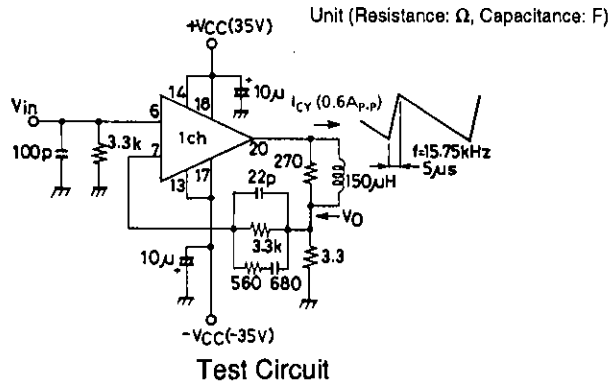 Unit (Resistance: Ω, Capacitance: F)
+VCC(35V)
14
18
10μ
iCY (0.6AP.P)
Vin
6
1ch
20
100p
3.3k
7
13
17
270
150μH
f=15.75kHz
5μs
22p
VO
3.3k
3.3
10μ
560
680
-VCC(-35V)
Test Circuit